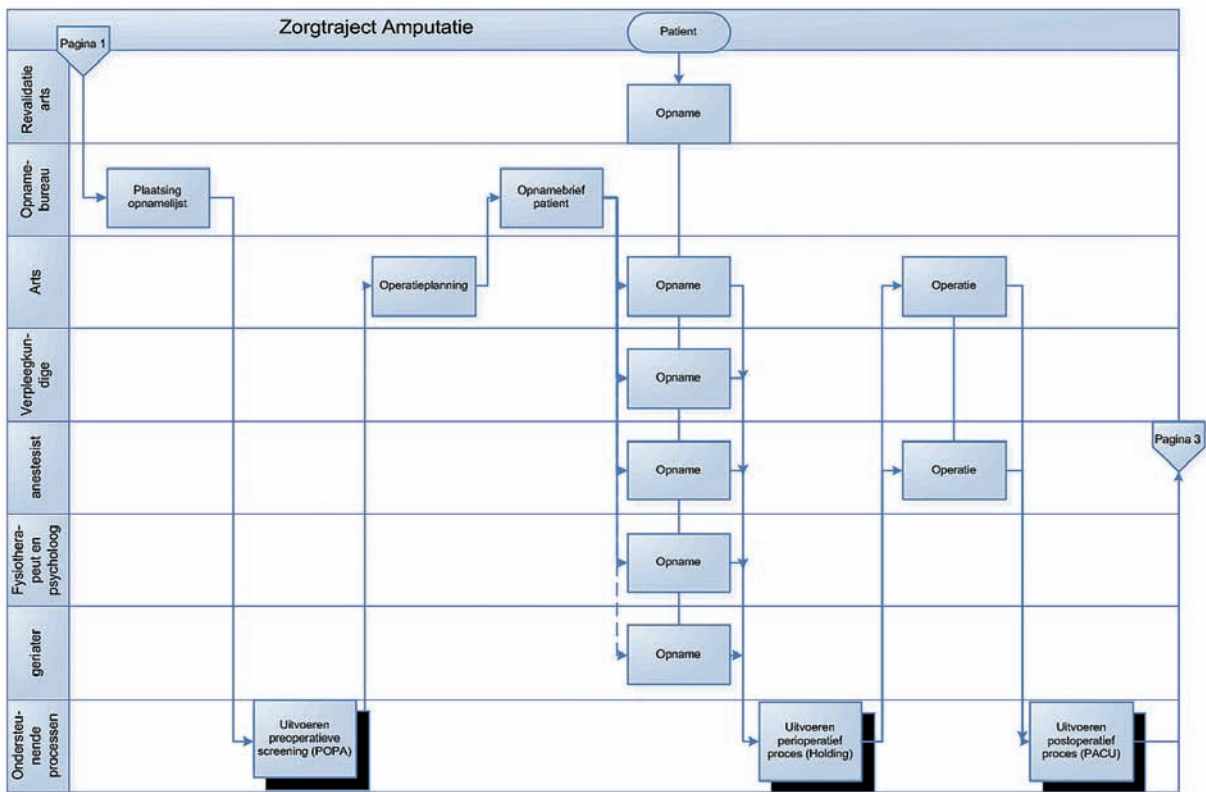 Zorgtraject Amputatie
Pagina 1
Patient
Revalidatie
arts
Opname
Opname-
bureau
Plaatsing
opnamelijst
Opnamebrief
patient
Arts
Operatieplanning
Opname
Operatie
Verpleegkun-
dige
Opname
anestesist
Opname
Operatie
Pagina 3
Fysiothera-
peut en
psycholoog
Opname
geriater
Opname
Ondersteu-
nende
processen
Uitvoeren
preoperatieve
screening (POPA)
Uitvoeren
perioperatief
proces (Holding)
Uitvoeren
postoperatief
proces (PACU)